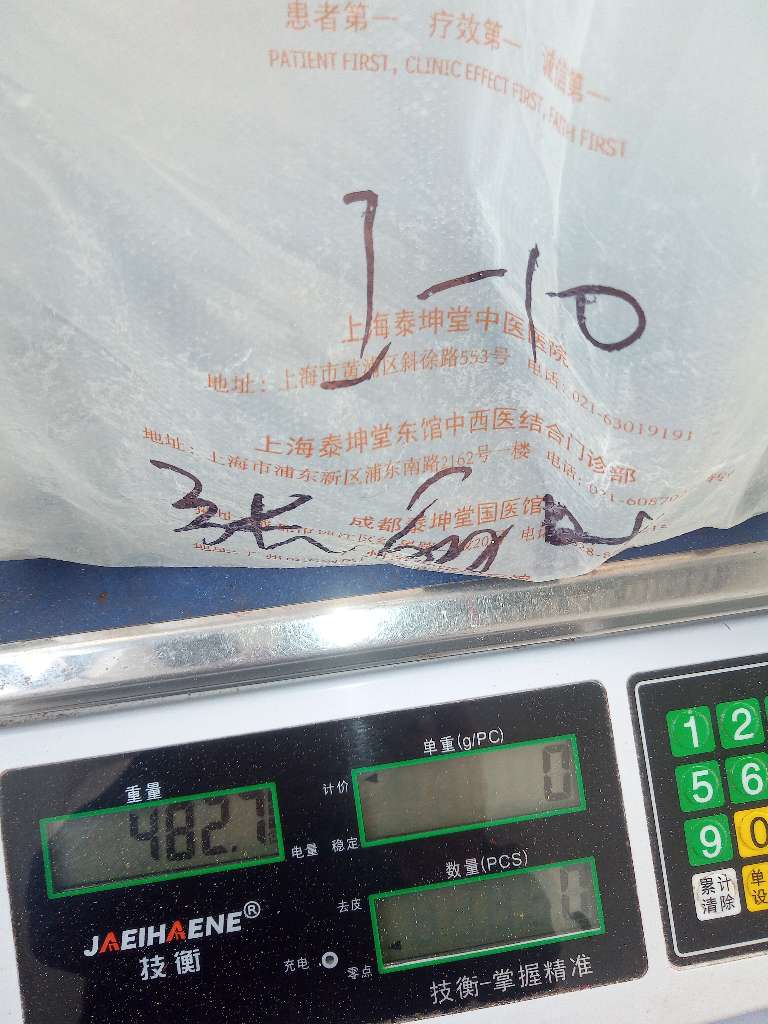 患者第一 疗效第一 诚信第一
PATIENT FIRST, CLINIC EFFECT FIRST, FAITH FIRST
1-10
上海泰坤堂中医医院
地址：上海市黄浦区斜徐路553号 电话：021-63019191
上海泰坤堂东馆中西医结合门诊部
地址：上海市浦东新区浦东南路2162号一楼 电话：021-60870
成都泰坤堂国医馆
张
单重(g/PC)
重量
计价
0
1 2
482.7
电量 稳定
5 6
数量(PCS)
9 0
去皮
0
累计清除
单
设
JAEIHAENE®
技衡
充电 零点
技衡-掌握精准